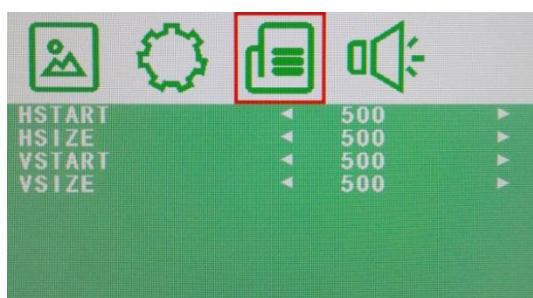 HSTART ◄ 500 ►
HSIZE ◄ 500 ►
VSTART ◄ 500 ►
VSIZE ◄ 500 ►